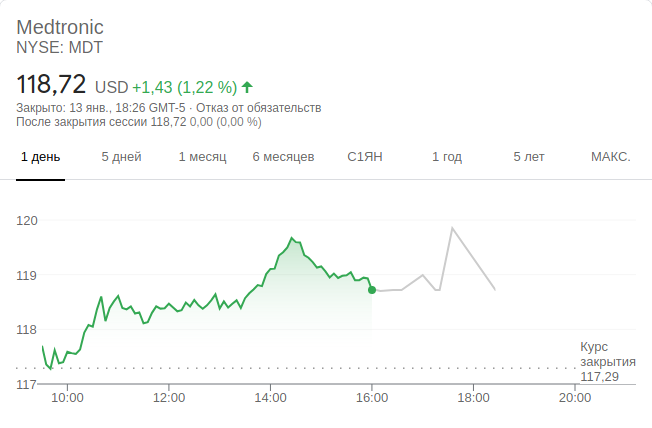 Medtronic
NYSE: MDT
118,72 USD +1,43 (1,22 %)
Закрыто: 13 янв., 18:26 GMT-5 · Отказ от обязательств
После закрытия сессии 118,72 0,00 (0,00 %)
1 день 5 дней 1 месяц 6 месяцев С1ЯН 1 год 5 лет МАКС.
120
119
118
Курс
закрытия
117,29
117
10:00 12:00 14:00 16:00 18:00 20:00